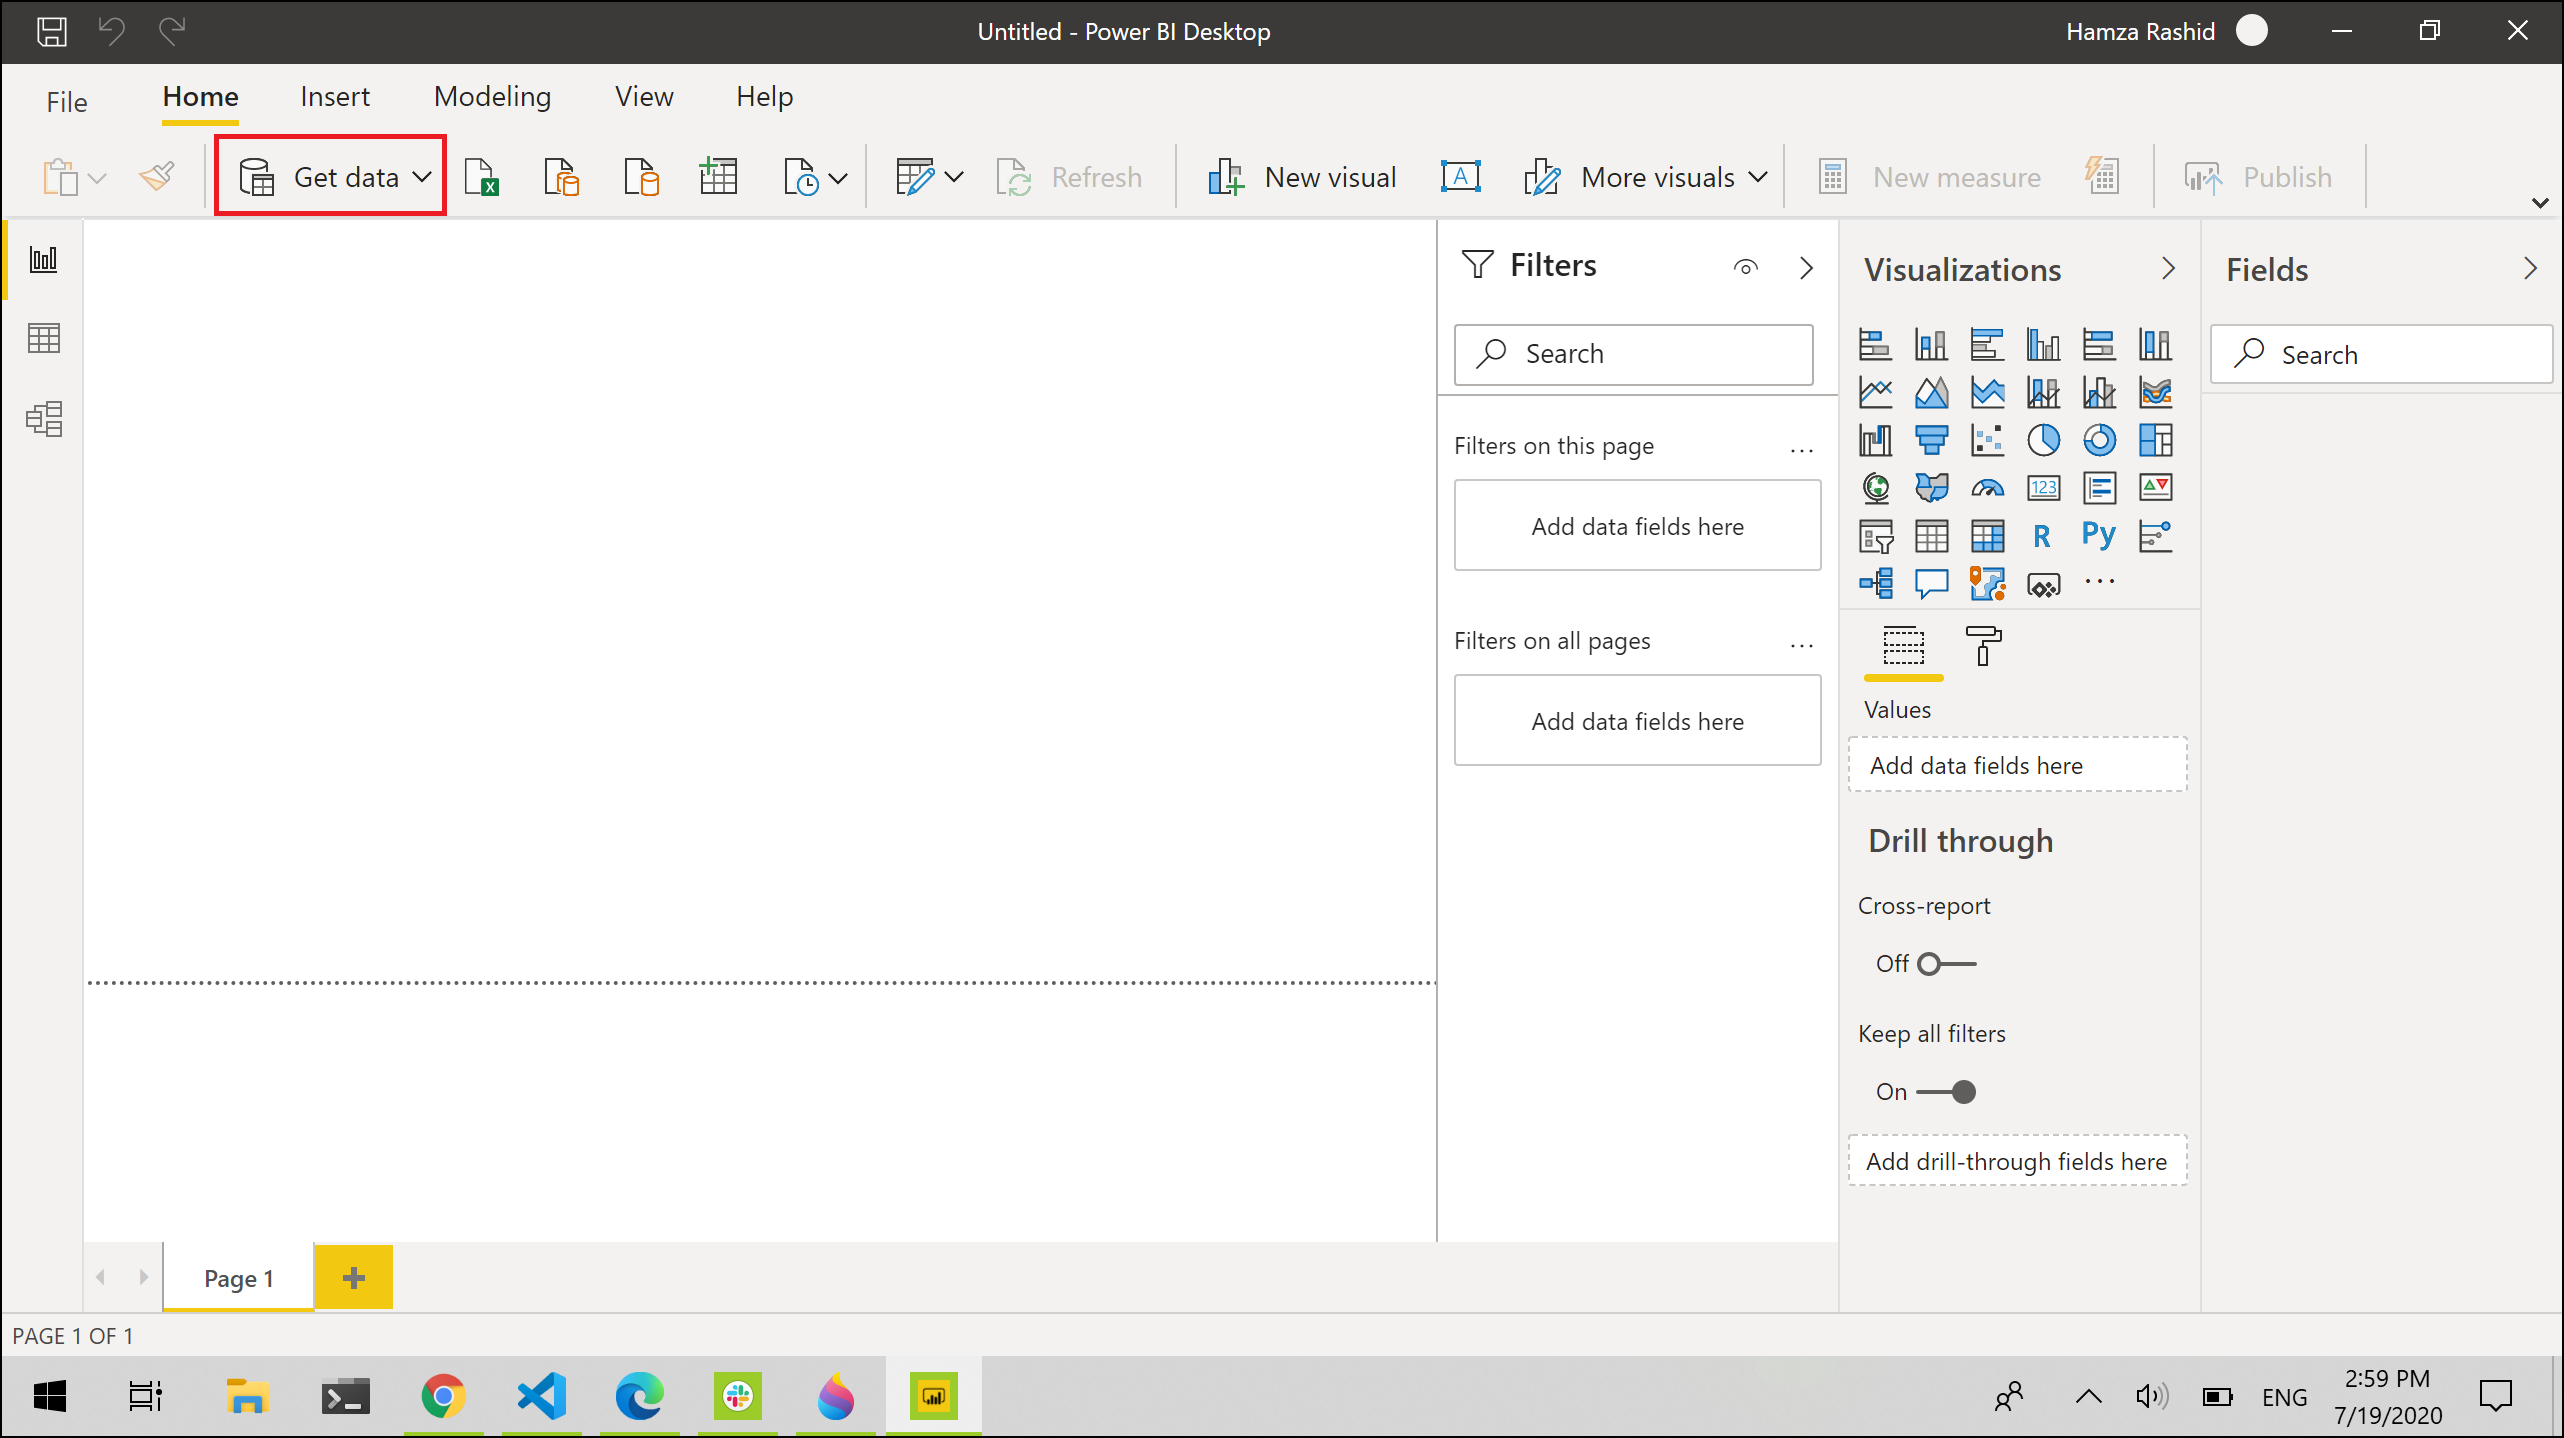 Untitled - Power BI Desktop
Hamza Rashid
File
Home
Insert
Modeling
View
Help
Get data
X
Refresh
New visual
A
More visuals
New measure
Publish
Filters
Search
Filters on this page
...
Add data fields here
Filters on all pages
...
Add data fields here
Visualizations
123
R
Py
...
Values
Add data fields here
Drill through
Cross-report
Off
Keep all filters
On
Add drill-through fields here
Fields
Search
Page 1
PAGE 1 OF 1
ENG
2:59 PM
7/19/2020